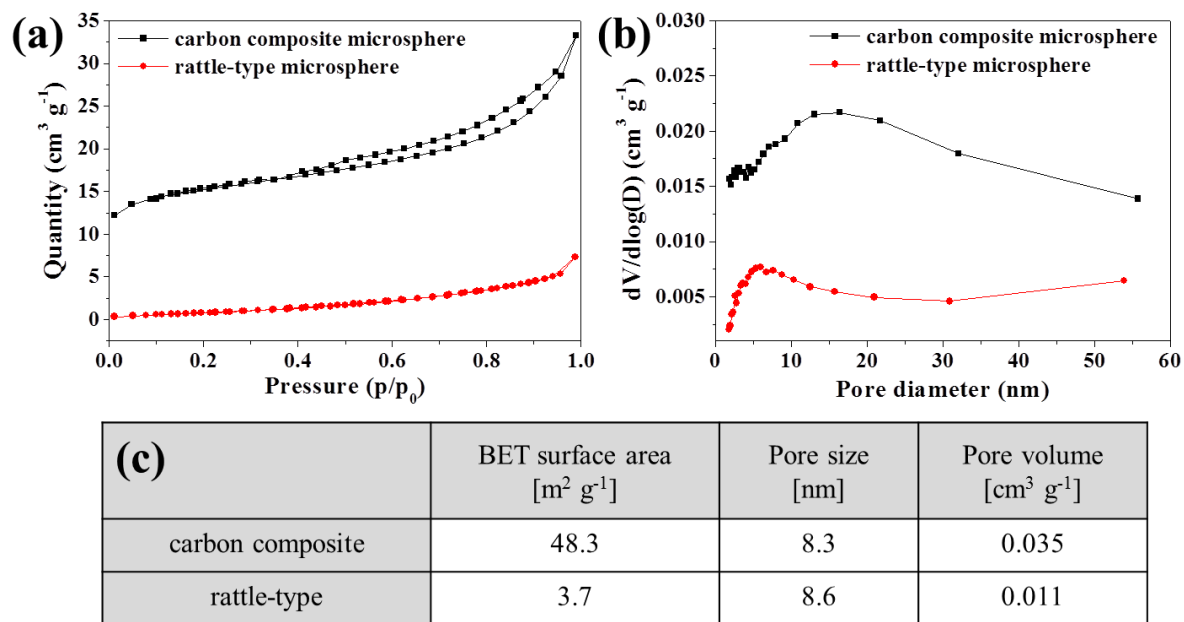 (a)
carbon composite microsphere
rattle-type microsphere
Quantity (cm³ g⁻¹)
35
30
25
20
15
10
5
0
0.0 0.2 0.4 0.6 0.8 1.0
Pressure (p/p₀)
(b)
carbon composite microsphere
rattle-type microsphere
dV/dlog(D) (cm³ g⁻¹)
0.030
0.025
0.020
0.015
0.010
0.005
0 10 20 30 40 50 60
Pore diameter (nm)
(c) BET surface area [m² g⁻¹] Pore size [nm] Pore volume [cm³ g⁻¹]
carbon composite 48.3 8.3 0.035
rattle-type 3.7 8.6 0.011